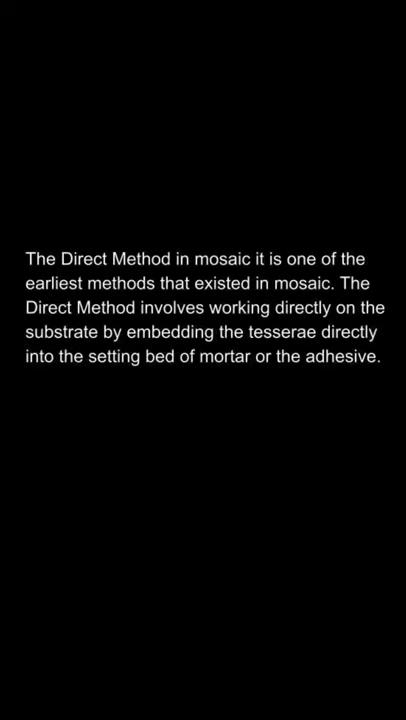 The Direct Method in mosaic it is one of the
earliest methods that existed in mosaic. The
Direct Method involves working directly on the
substrate by embedding the tesserae directly
into the setting bed of mortar or the adhesive.